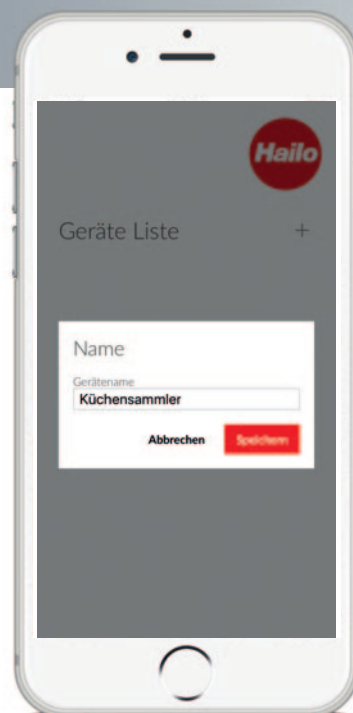 Hailo
Geräte Liste +
Name
Gerätename
Küchensammler
Abbrechen Speichern